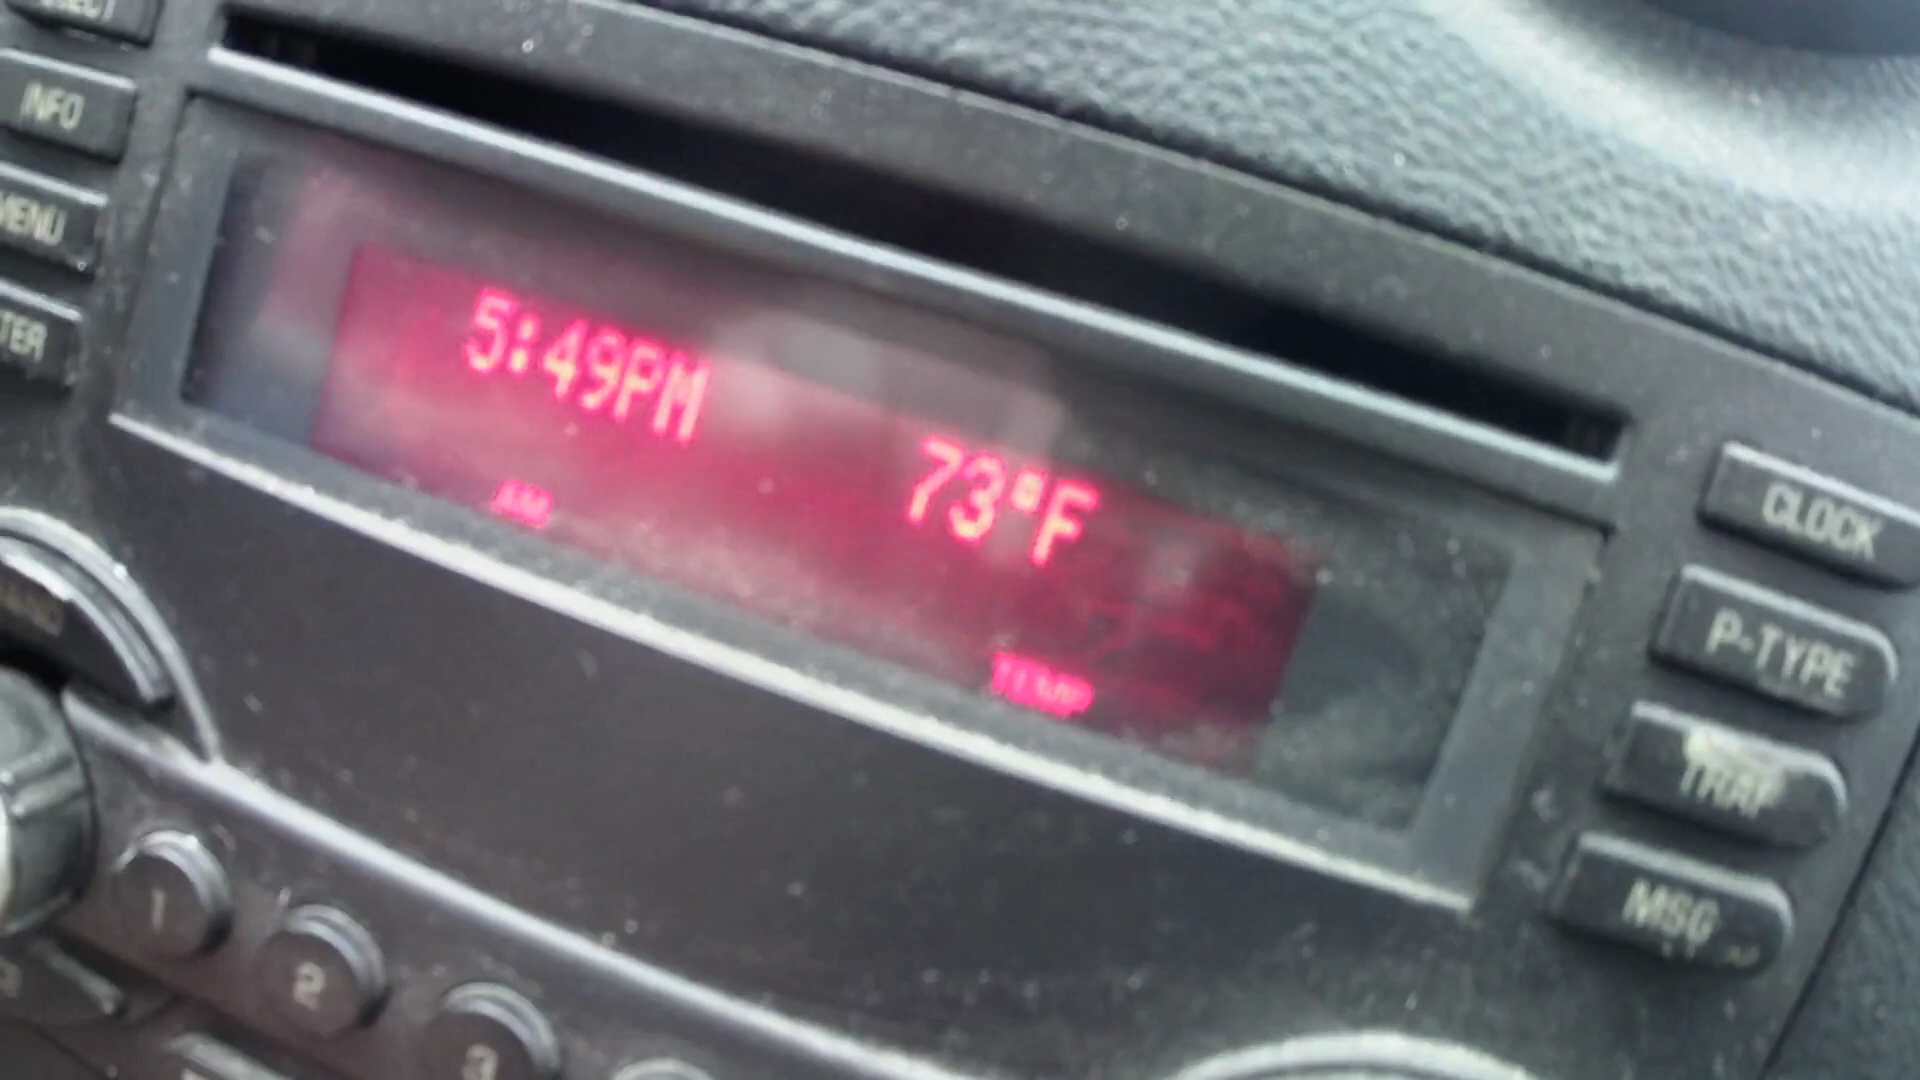 INFO
MENU
5:49PM
73°F
AM
TEMP
CLOCK
P-TYPE
TRAF
MSG
1
2
3